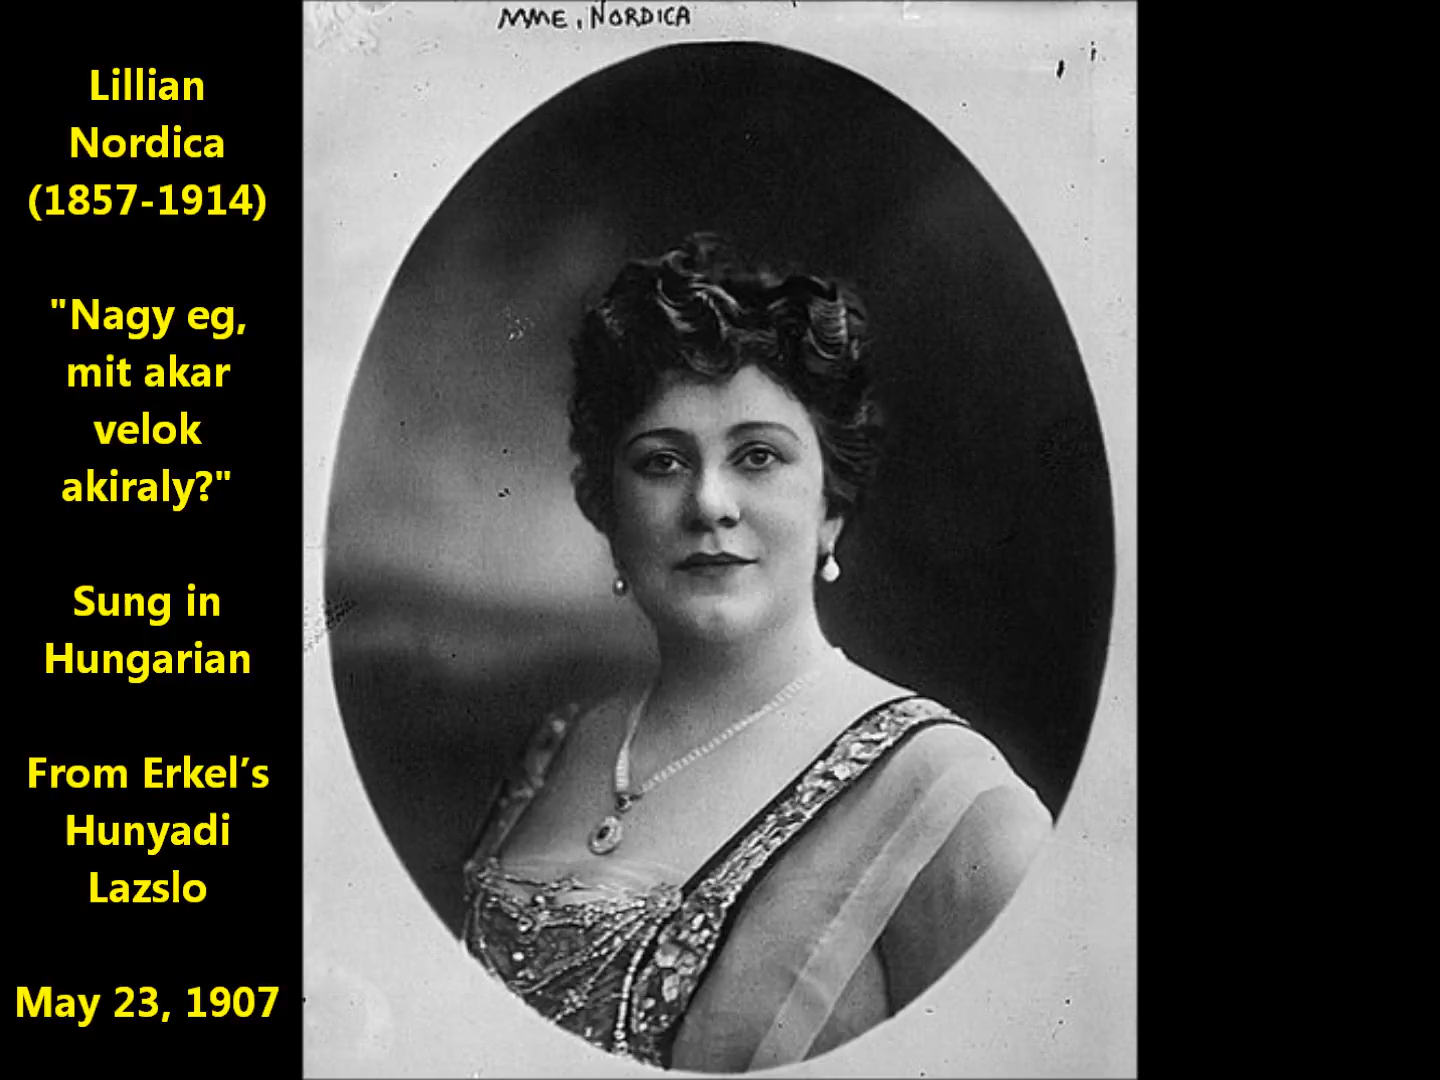 MME. NORDICA
Lillian
Nordica
(1857-1914)
"Nagy eg,
mit akar
velok
akiraly?"
Sung in
Hungarian
From Erkel’s
Hunyadi
Lazslo
May 23, 1907